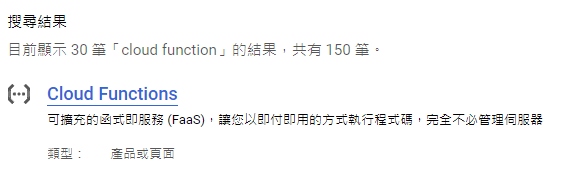 搜尋結果
目前顯示 30 筆「cloud function」的結果，共有 150 筆。
Cloud Functions
可擴充的函式即服務 (FaaS)，讓您以即付即用的方式執行程式碼，完全不必管理伺服器
類型： 產品或頁面